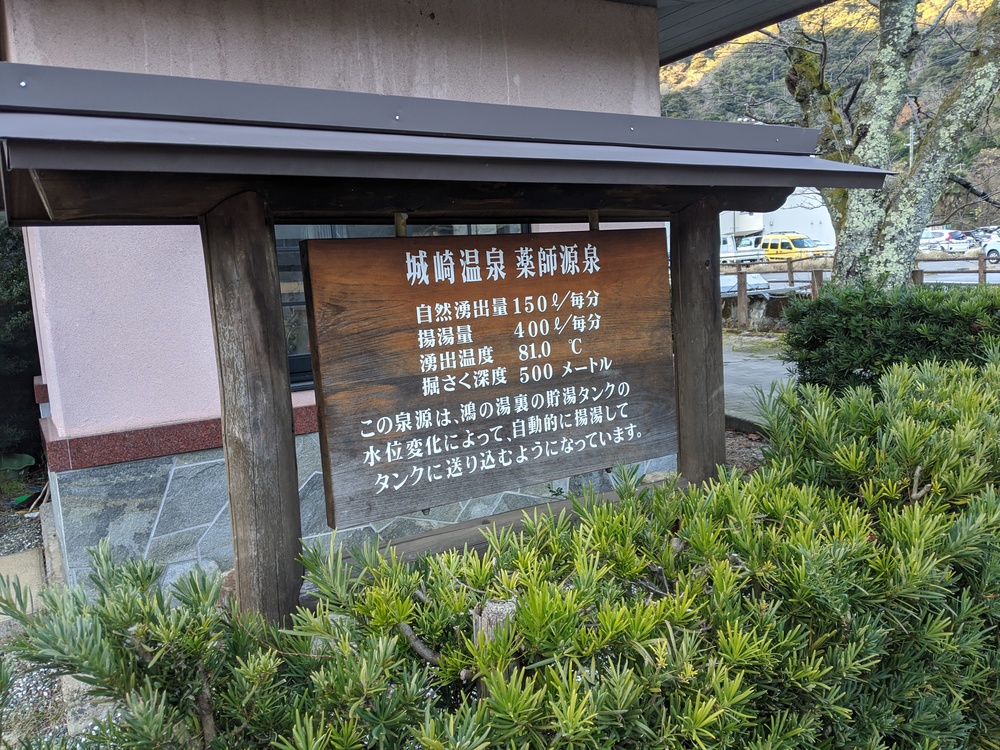 城崎温泉 薬師源泉
自然湧出量 150ℓ/毎分
揚湯量 400ℓ/毎分
湧出温度 81.0 ℃
掘さく深度 500 メートル
この泉源は、鴻の湯裏の貯湯タンクの
水位変化によって、自動的に揚湯して
タンクに送り込むようになっています。